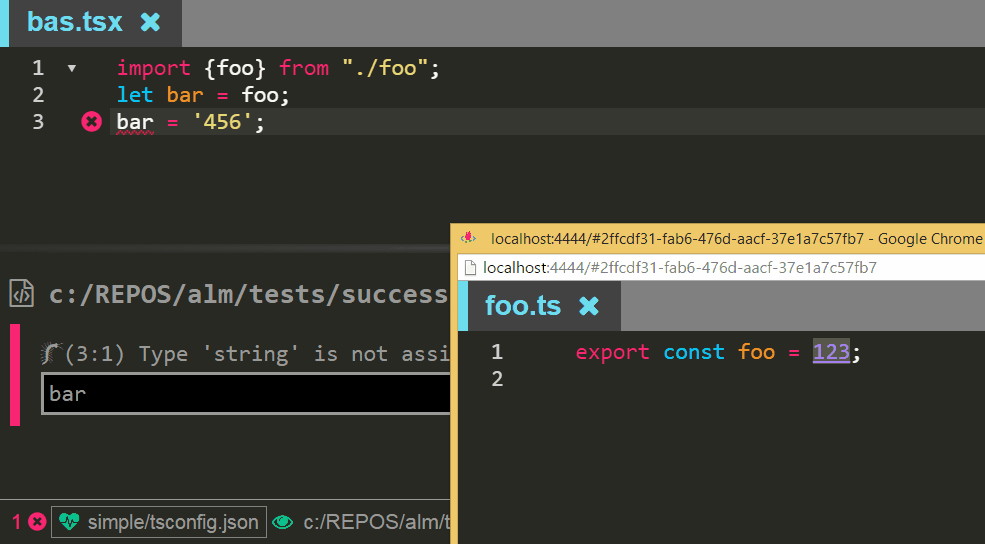 bas.tsx
1 import {foo} from "./foo";
2 let bar = foo;
3 bar = '456';
c:/REPOS/alm/tests/success
(3:1) Type 'string' is not assi
bar
1 simple/tsconfig.json c:/REPOS/alm/t
localhost:4444/#2ffcdf31-fab6-476d-aacf-37e1a7c57fb7 - Google Chrome
localhost:4444/#2ffcdf31-fab6-476d-aacf-37e1a7c57fb7
foo.ts
1 export const foo = 123;
2